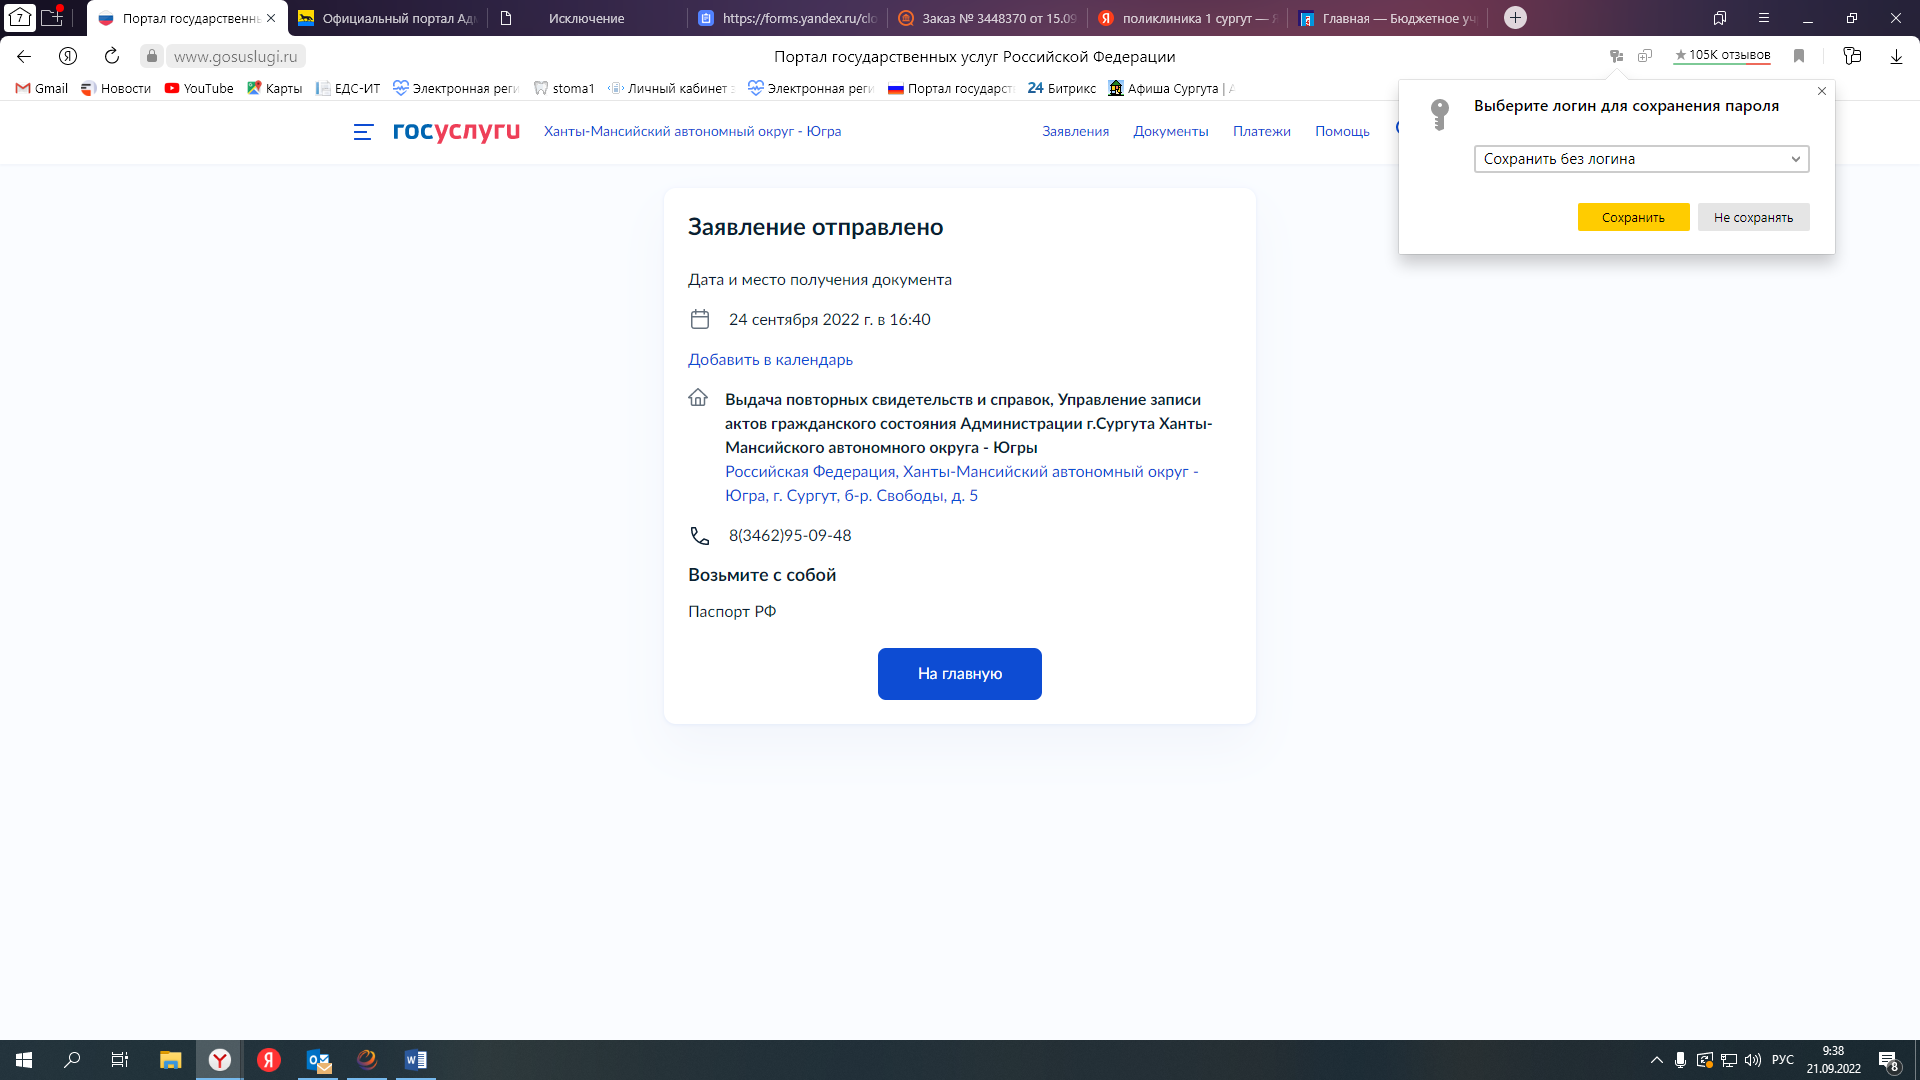 7
Портал государственнь
Официальный портал Ад
Исключение
https://forms.yandex.ru/clo
Заказ № 3448370 от 15.09
поликлиника 1 сургут — Я
Главная — Бюджетное уч
www.gosuslugi.ru
Портал государственных услуг Российской Федерации
105K отзывов
Gmail
Новости
YouTube
Карты
ЕДС-ИТ
Электронная реги
stoma1
Личный кабинет
Электронная реги
Портал государст
24 Битрикс
Афиша Сургута |
госуслуги
Ханты-Мансийский автономный округ - Югра
Заявления
Документы
Платежи
Помощь
Выберите логин для сохранения пароля
Сохранить без логина
Сохранить
Не сохранять
Заявление отправлено
Дата и место получения документа
24 сентября 2022 г. в 16:40
Добавить в календарь
Выдача повторных свидетельств и справок, Управление записи
актов гражданского состояния Администрации г.Сургута Ханты-
Мансийского автономного округа - Югры
Российская Федерация, Ханты-Мансийский автономный округ -
Югра, г. Сургут, б-р. Свободы, д. 5
8(3462)95-09-48
Возьмите с собой
Паспорт РФ
На главную
РУС
9:38
21.09.2022
8